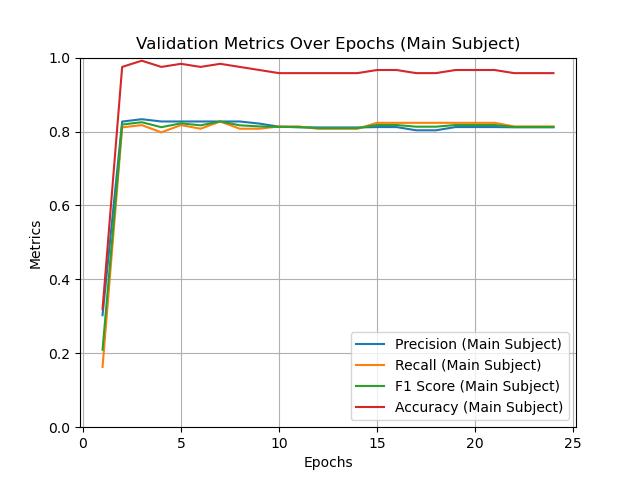 Validation Metrics Over Epochs (Main Subject)
1.0
0.8
0.6
0.4
0.2
0.0
Metrics
Precision (Main Subject)
Recall (Main Subject)
F1 Score (Main Subject)
Accuracy (Main Subject)
0 5 10 15 20 25
Epochs